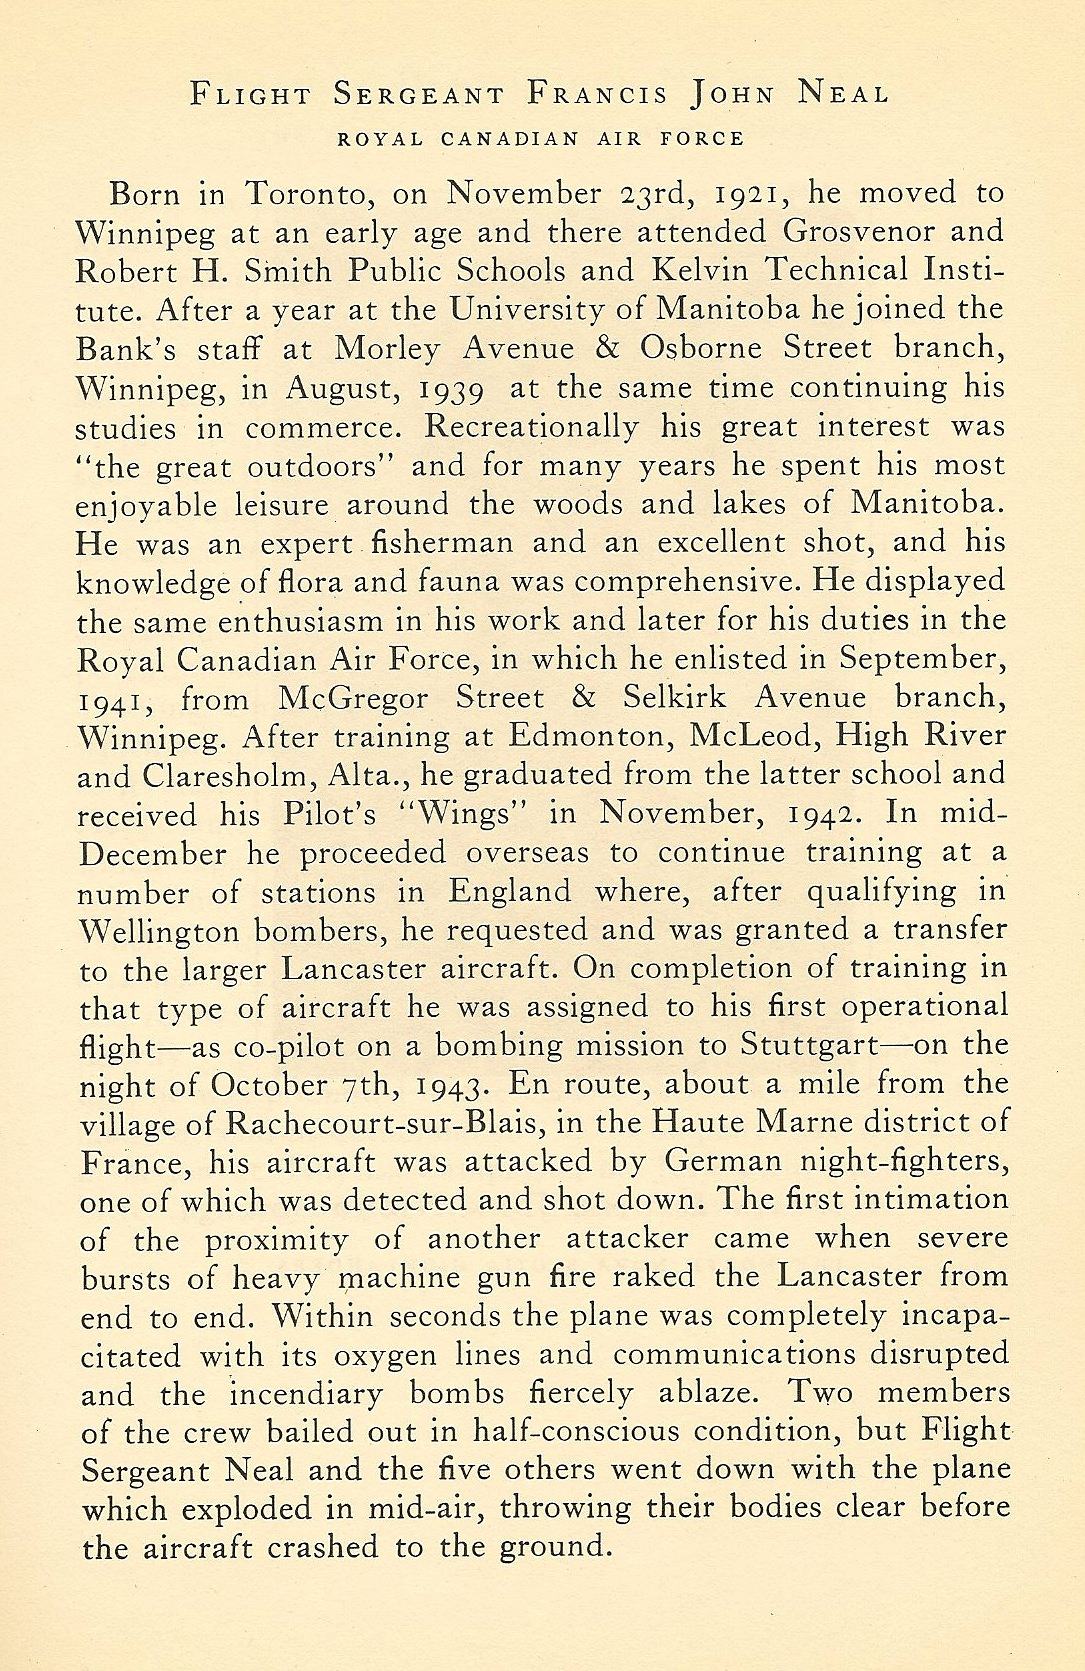 FLIGHT SERGEANT FRANCIS JOHN NEAL
ROYAL CANADIAN AIR FORCE
Born in Toronto, on November 23rd, 1921, he moved to
Winnipeg at an early age and there attended Grosvenor and
Robert H. Smith Public Schools and Kelvin Technical Insti-
tute. After a year at the University of Manitoba he joined the
Bank's staff at Morley Avenue & Osborne Street branch,
Winnipeg, in August, 1939 at the same time continuing his
studies in commerce. Recreationally his great interest was
"the great outdoors" and for many years he spent his most
enjoyable leisure around the woods and lakes of Manitoba.
He was an expert fisherman and an excellent shot, and his
knowledge of flora and fauna was comprehensive. He displayed
the same enthusiasm in his work and later for his duties in the
Royal Canadian Air Force, in which he enlisted in September,
1941, from McGregor Street & Selkirk Avenue branch,
Winnipeg. After training at Edmonton, McLeod, High River
and Claresholm, Alta., he graduated from the latter school and
received his Pilot's "Wings" in November, 1942. In mid-
December he proceeded overseas to continue training at a
number of stations in England where, after qualifying in
Wellington bombers, he requested and was granted a transfer
to the larger Lancaster aircraft. On completion of training in
that type of aircraft he was assigned to his first operational
flight—as co-pilot on a bombing mission to Stuttgart—on the
night of October 7th, 1943. En route, about a mile from the
village of Rachecourt-sur-Blais, in the Haute Marne district of
France, his aircraft was attacked by German night-fighters,
one of which was detected and shot down. The first intimation
of the proximity of another attacker came when severe
bursts of heavy machine gun fire raked the Lancaster from
end to end. Within seconds the plane was completely incapa-
citated with its oxygen lines and communications disrupted
and the incendiary bombs fiercely ablaze. Two members
of the crew bailed out in half-conscious condition, but Flight
Sergeant Neal and the five others went down with the plane
which exploded in mid-air, throwing their bodies clear before
the aircraft crashed to the ground.